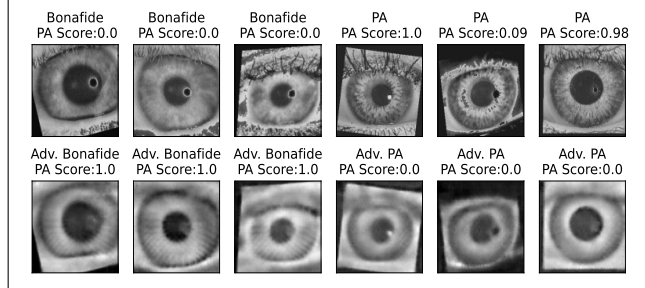 Bonafide Bonafide Bonafide PA PA PA
PA Score:0.0 PA Score:0.0 PA Score:0.0 PA Score:1.0 PA Score:0.09 PA Score:0.98
Adv. Bonafide Adv. Bonafide Adv. Bonafide Adv. PA Adv. PA Adv. PA
PA Score:1.0 PA Score:1.0 PA Score:1.0 PA Score:0.0 PA Score:0.0 PA Score:0.0